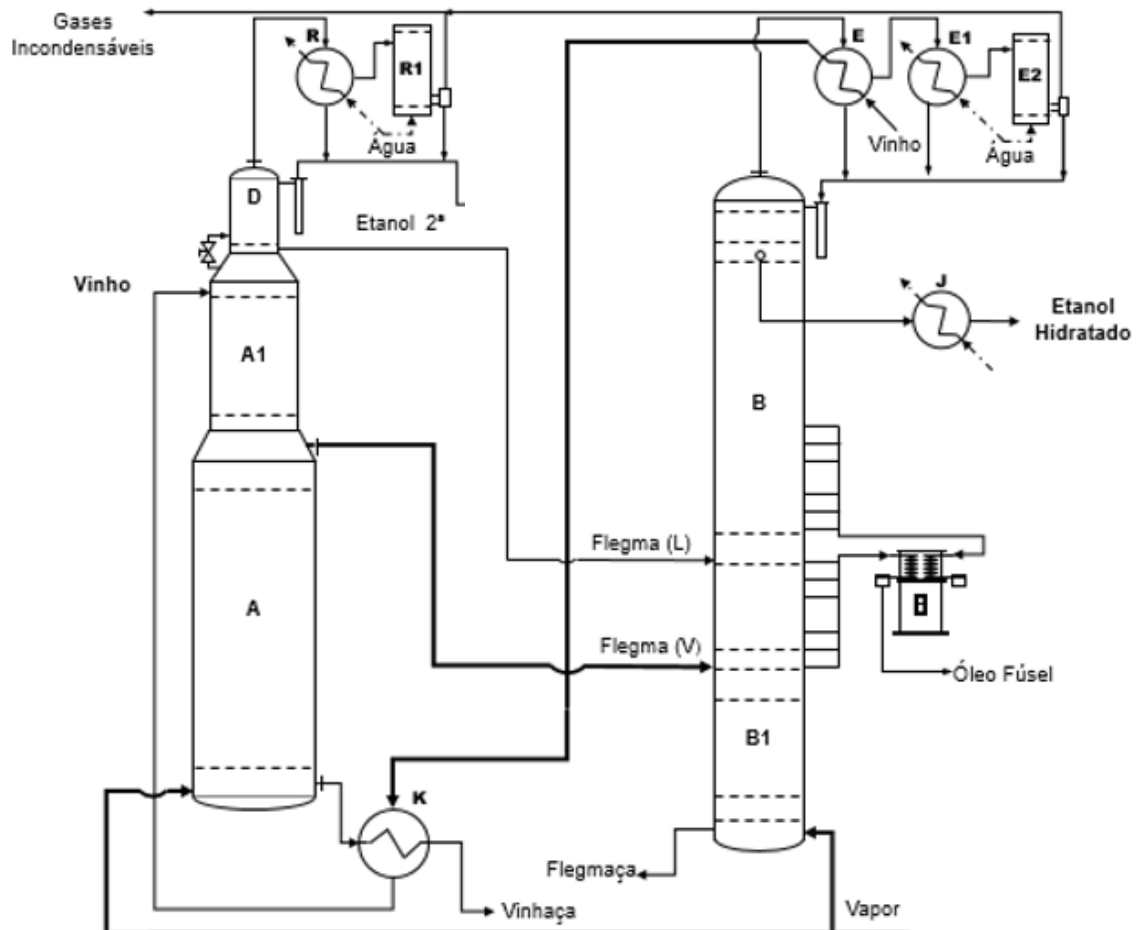 Gases
Incondensáveis
R
R1
E
E1
E2
Água
Vinho
Água
D
Etanol 2ª
Vinho
J
Etanol
Hidratado
A1
B
Flegma (L)
A
Flegma (V)
Óleo Fúsel
B1
K
Flegmaça
Vinhaça
Vapor